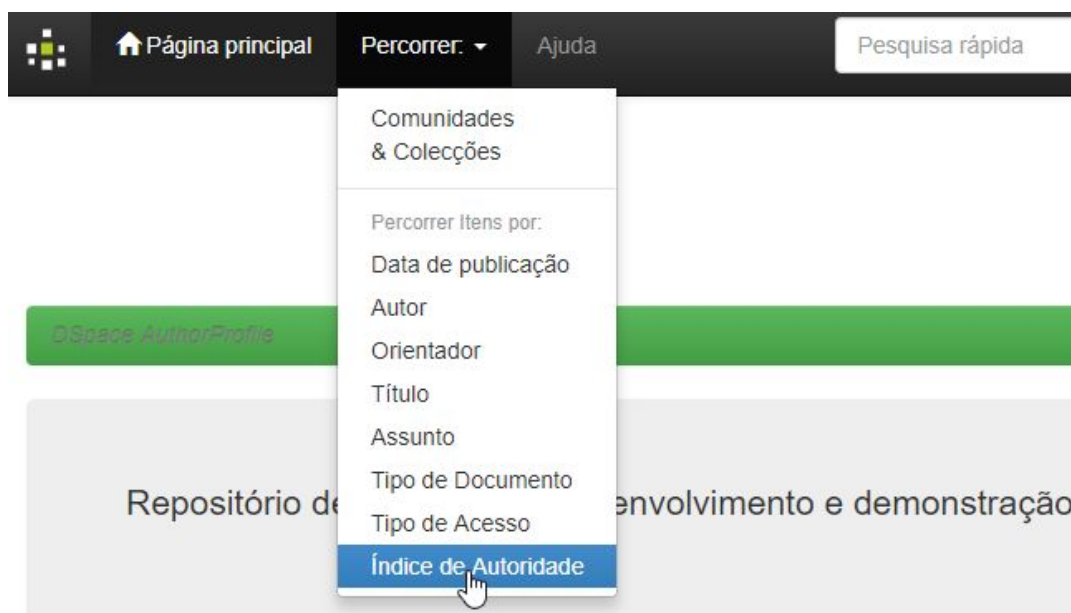 Página principal Percorrer: Ajuda Pesquisa rápida
Comunidades
& Colecções
Percorrer Itens por:
Data de publicação
Autor
DSpace AuthorProfile
Orientador
Título
Assunto
Tipo de Documento
Repositório de envolvimento e demonstração
Tipo de Acesso
Índice de Autoridade